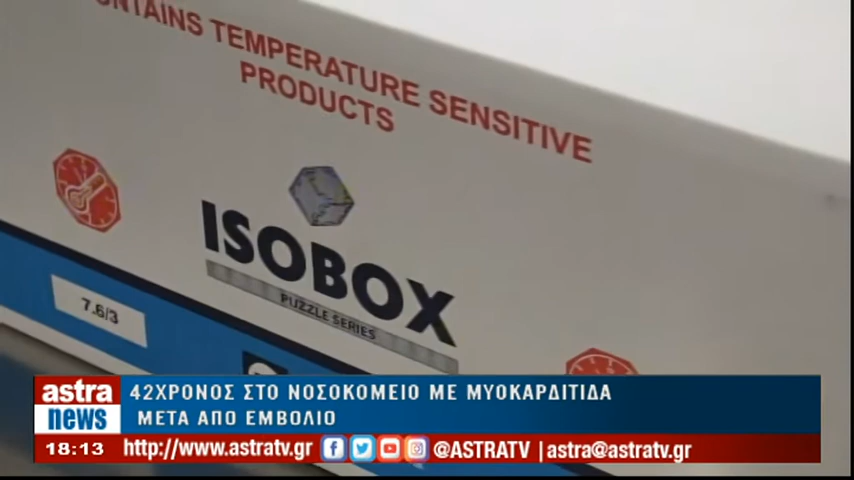 NTAINS TEMPERATURE SENSITIVE
PRODUCTS
ISOBOX
PUZZLE SERIES
7.6/3
astra
news
42ΧΡΟΝΟΣ ΣΤΟ ΝΟΣΟΚΟΜΕΙΟ ΜΕ ΜΥΟΚΑΡΔΙΤΙΔΑ
ΜΕΤΑ ΑΠΟ ΕΜΒΟΛΙΟ
18:13
http://www.astratv.gr @ASTRATV | astra@astratv.gr